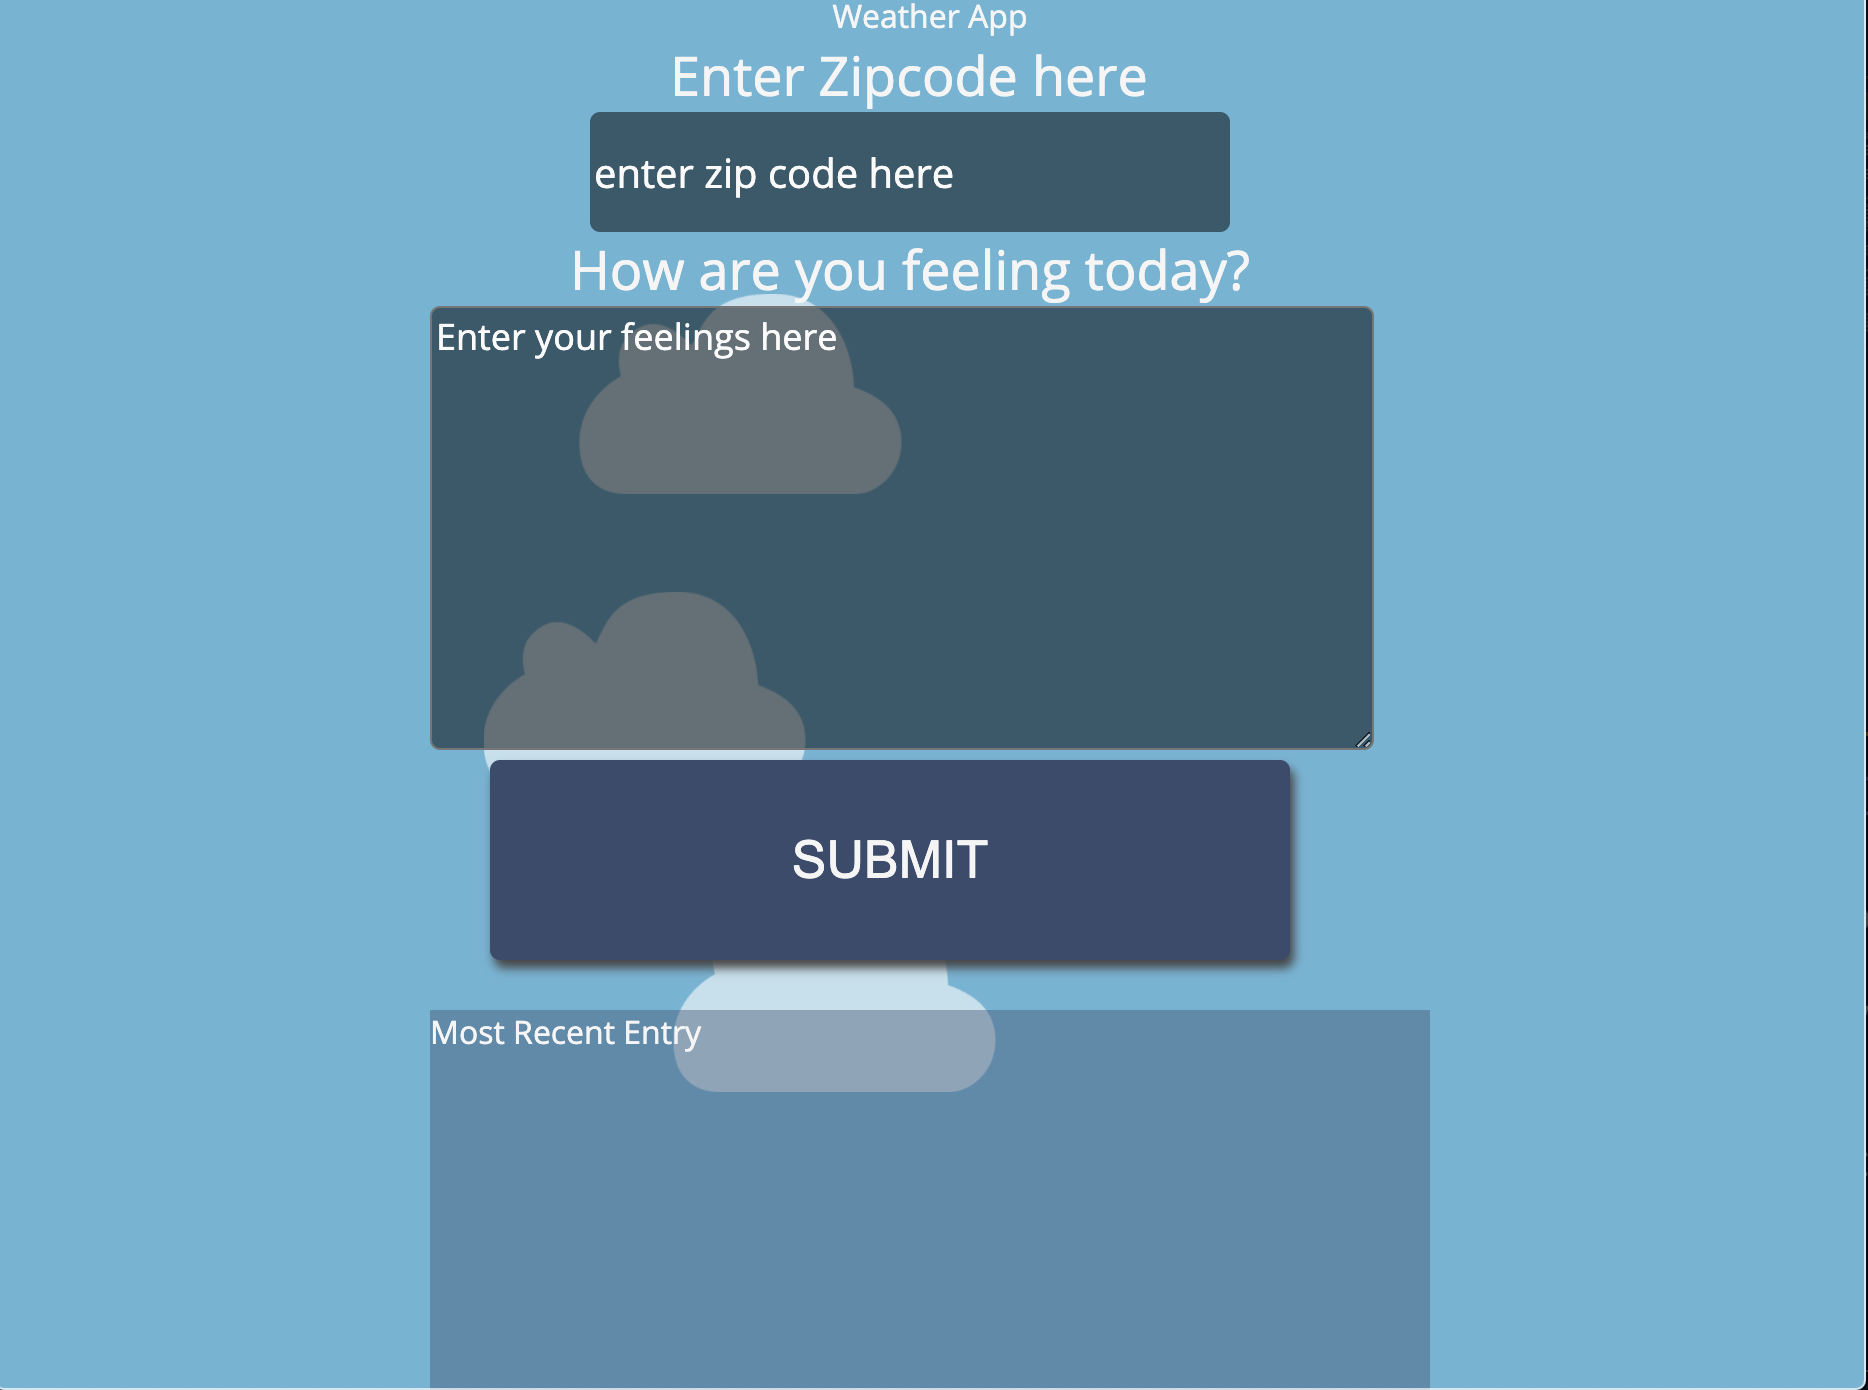 Weather App
Enter Zipcode here
enter zip code here
How are you feeling today?
Enter your feelings here
SUBMIT
Most Recent Entry